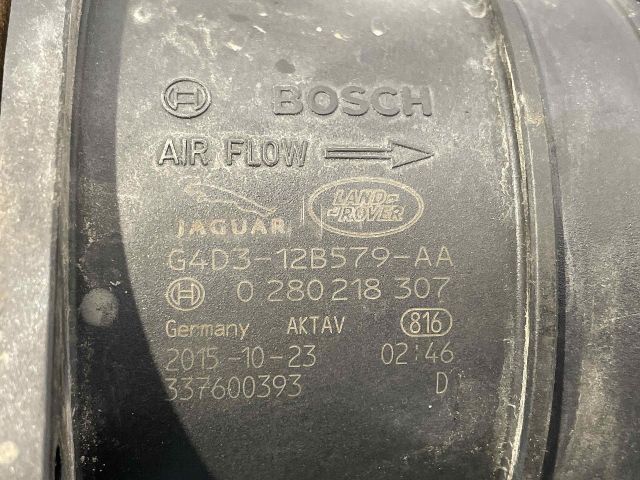 BOSCH
AIR FLOW
JAGUAR LAND-ROVER
G4D3-12B579-AA
0 280 218 307
Germany AKTAV 816
2015-10-23 02:46
337600393 D